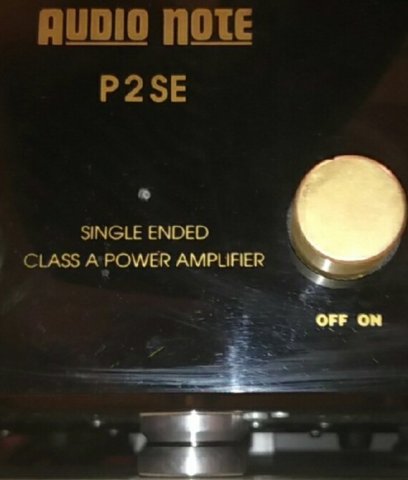 AUDIO NOTE
P2SE
SINGLE ENDED
CLASS A POWER AMPLIFIER
OFF ON